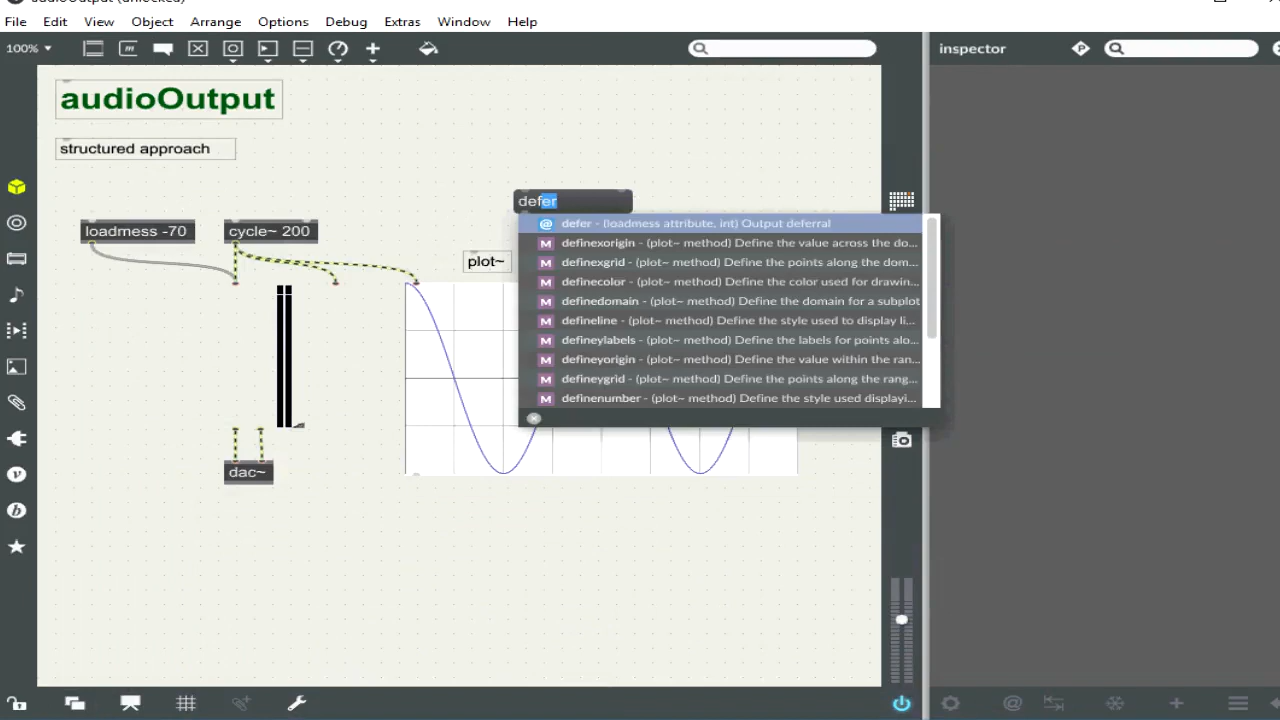 audioOutput (unlocked)
File Edit View Object Arrange Options Debug Extras Window Help
100%
inspector
audioOutput
structured approach
defer
loadmess -70
cycle~ 200
plot~
defer - (loadmess attribute, int) Output deferral
definexorigin - (plot~ method) Define the value across the do...
definexgrid - (plot~ method) Define the points along the dom...
definecolor - (plot~ method) Define the color used for drawin...
definedomain - (plot~ method) Define the domain for a subplot
defineline - (plot~ method) Define the style used to display li...
defineylabels - (plot~ method) Define the labels for points alo...
defineyorigin - (plot~ method) Define the value within the ran...
defineygrid - (plot~ method) Define the points along the rang...
definenumber - (plot~ method) Define the style used displayi...
dac~